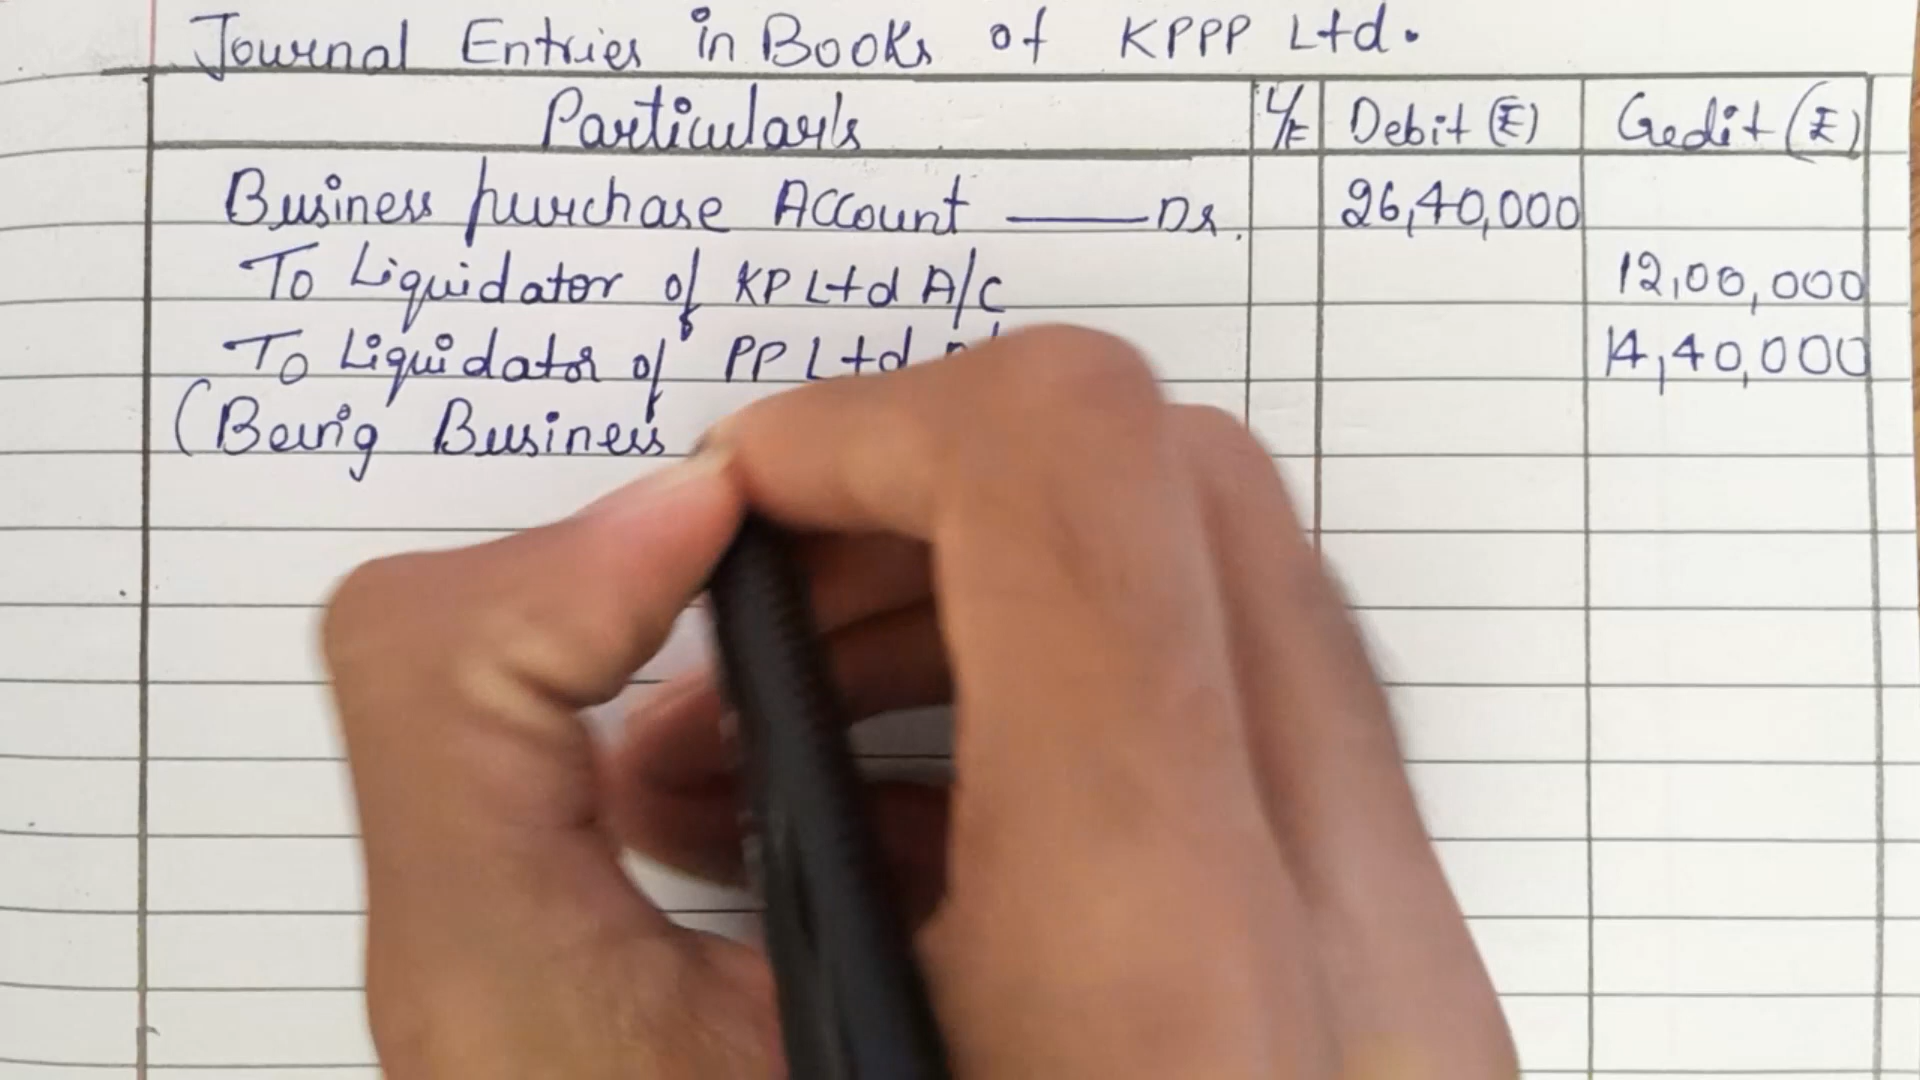 Journal Entries in Books of KPPP Ltd.
Particulars L/F Debit (₹) Credit (₹)
Business purchase Account —— Dr. 26,40,000
To Liquidator of KP Ltd A/C 12,00,000
To Liquidator of PP Ltd 14,40,000
(Being Business